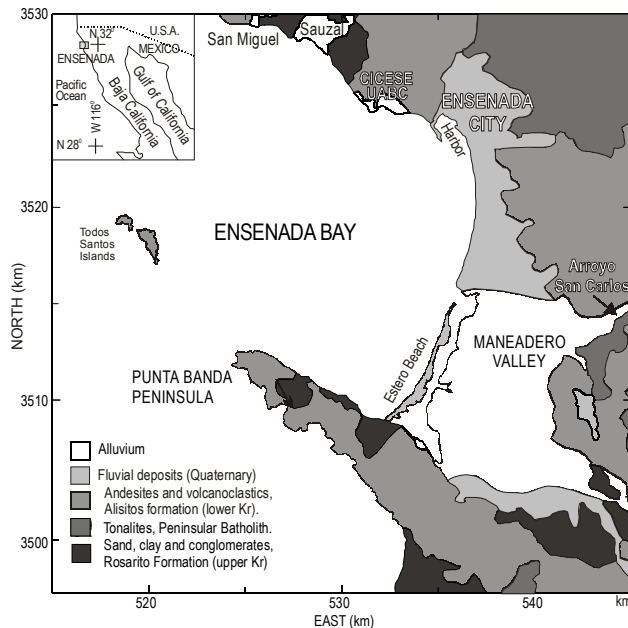 3530
3520
3510
3500
NORTH (km)
520
530
540
km
EAST (km)
N 32°
U.S.A.
MEXICO
ENSENADA
Pacific
Ocean
W 116°
Baja California
Gulf of California
N 28°
San Miguel
Sauzal
CICESE
UABC
ENSENADA
CITY
Harbor
Todos
Santos
Islands
ENSENADA BAY
Arroyo
San Carlos
Estero Beach
MANEADERO
VALLEY
PUNTA BANDA
PENINSULA
Alluvium
Fluvial deposits (Quaternary)
Andesites and volcanoclastics,
Alisitos formation (lower Kr).
Tonalites, Peninsular Batholith.
Sand, clay and conglomerates,
Rosarito Formation (upper Kr)